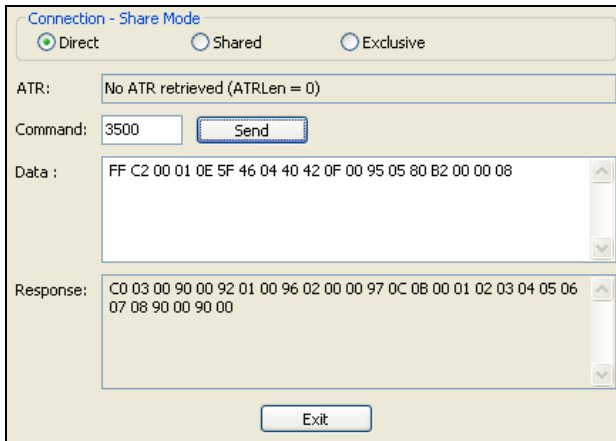 Connection - Share Mode
Direct Shared Exclusive
ATR: No ATR retrieved (ATRLen = 0)
Command: 3500 Send
Data : FF C2 00 01 0E 5F 46 04 40 42 0F 00 95 05 80 B2 00 00 08
Response: C0 03 00 90 00 92 01 00 96 02 00 00 97 0C 0B 00 01 02 03 04 05 06
07 08 90 00 90 00
Exit